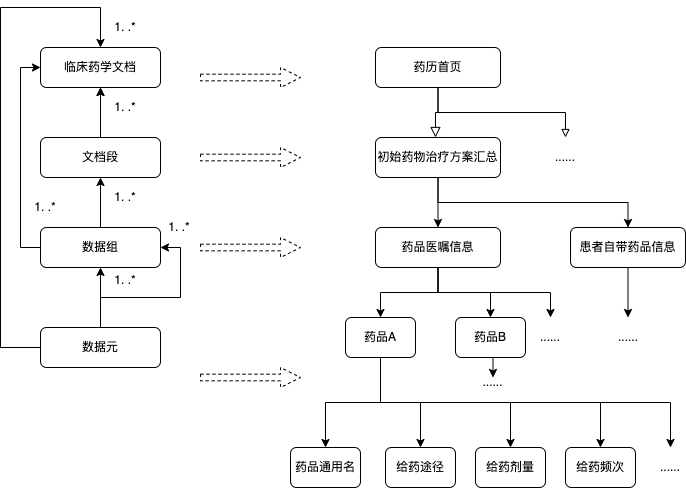 1. .*
临床药学文档
药历首页
1. .*
文档段
初始药物治疗方案汇总
......
1. .*
1. .*
1. .*
数据组
药品医嘱信息
患者自带药品信息
1. .*
数据元
药品A
药品B
......
......
......
药品通用名
给药途径
给药剂量
给药频次
......